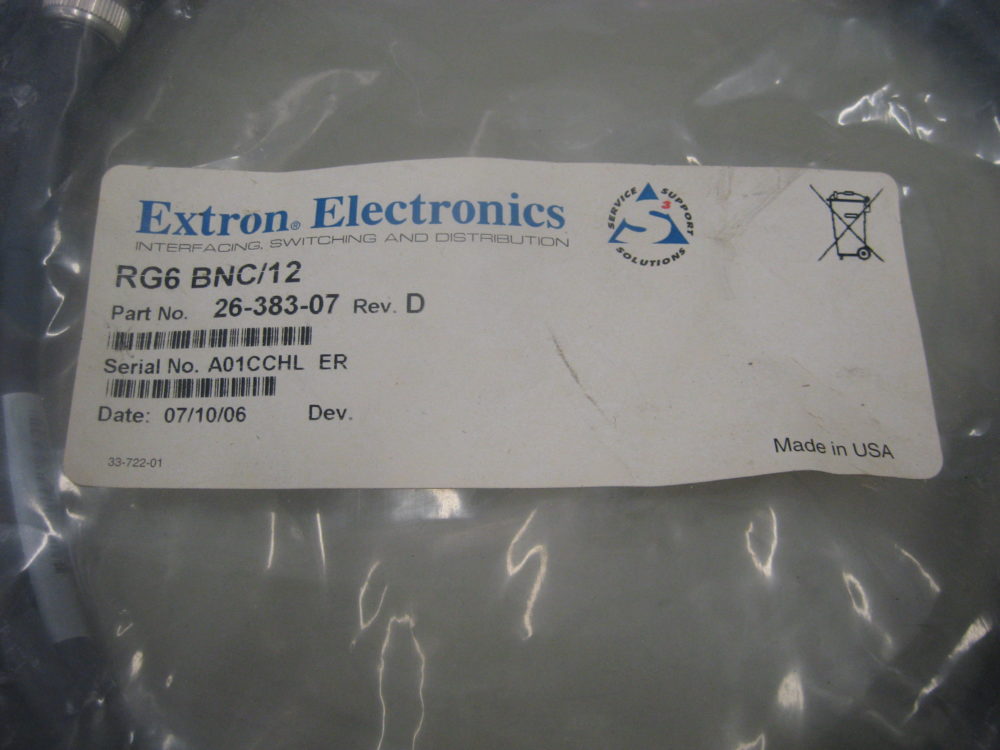 Extron® Electronics
INTERFACING, SWITCHING AND DISTRIBUTION
SERVICE SUPPORT SOLUTIONS
S3
RG6 BNC/12
Part No. 26-383-07 Rev. D
Serial No. A01CCHL ER
Date: 07/10/06 Dev.
33-722-01
Made in USA